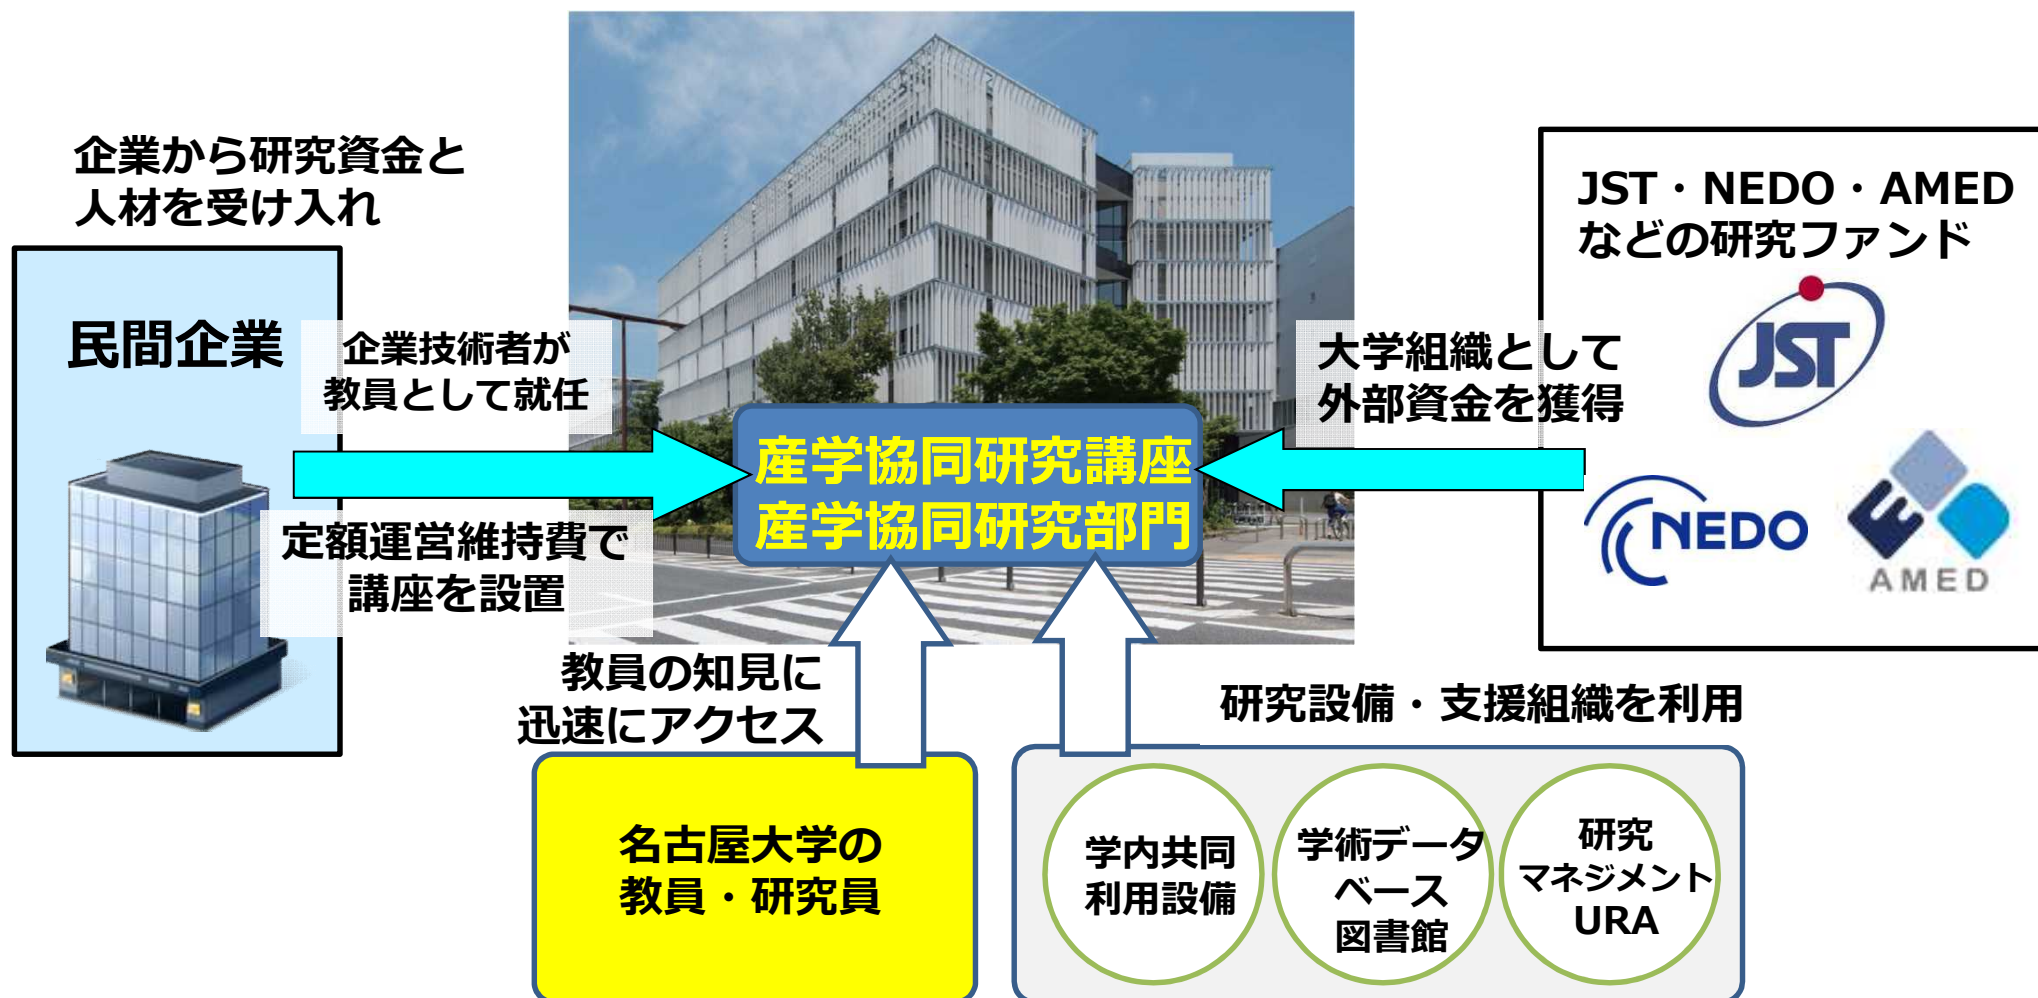 企業から研究資金と
人材を受け入れ
民間企業
企業技術者が
教員として就任
定額運営維持費で
講座を設置
産学協同研究講座
産学協同研究部門
大学組織として
外部資金を獲得
JST・NEDO・AMED
などの研究ファンド
JST
NEDO
AMED
教員の知見に
迅速にアクセス
名古屋大学の
教員・研究員
研究設備・支援組織を利用
学内共同
利用設備
学術データ
ベース
図書館
研究
マネジメント
URA